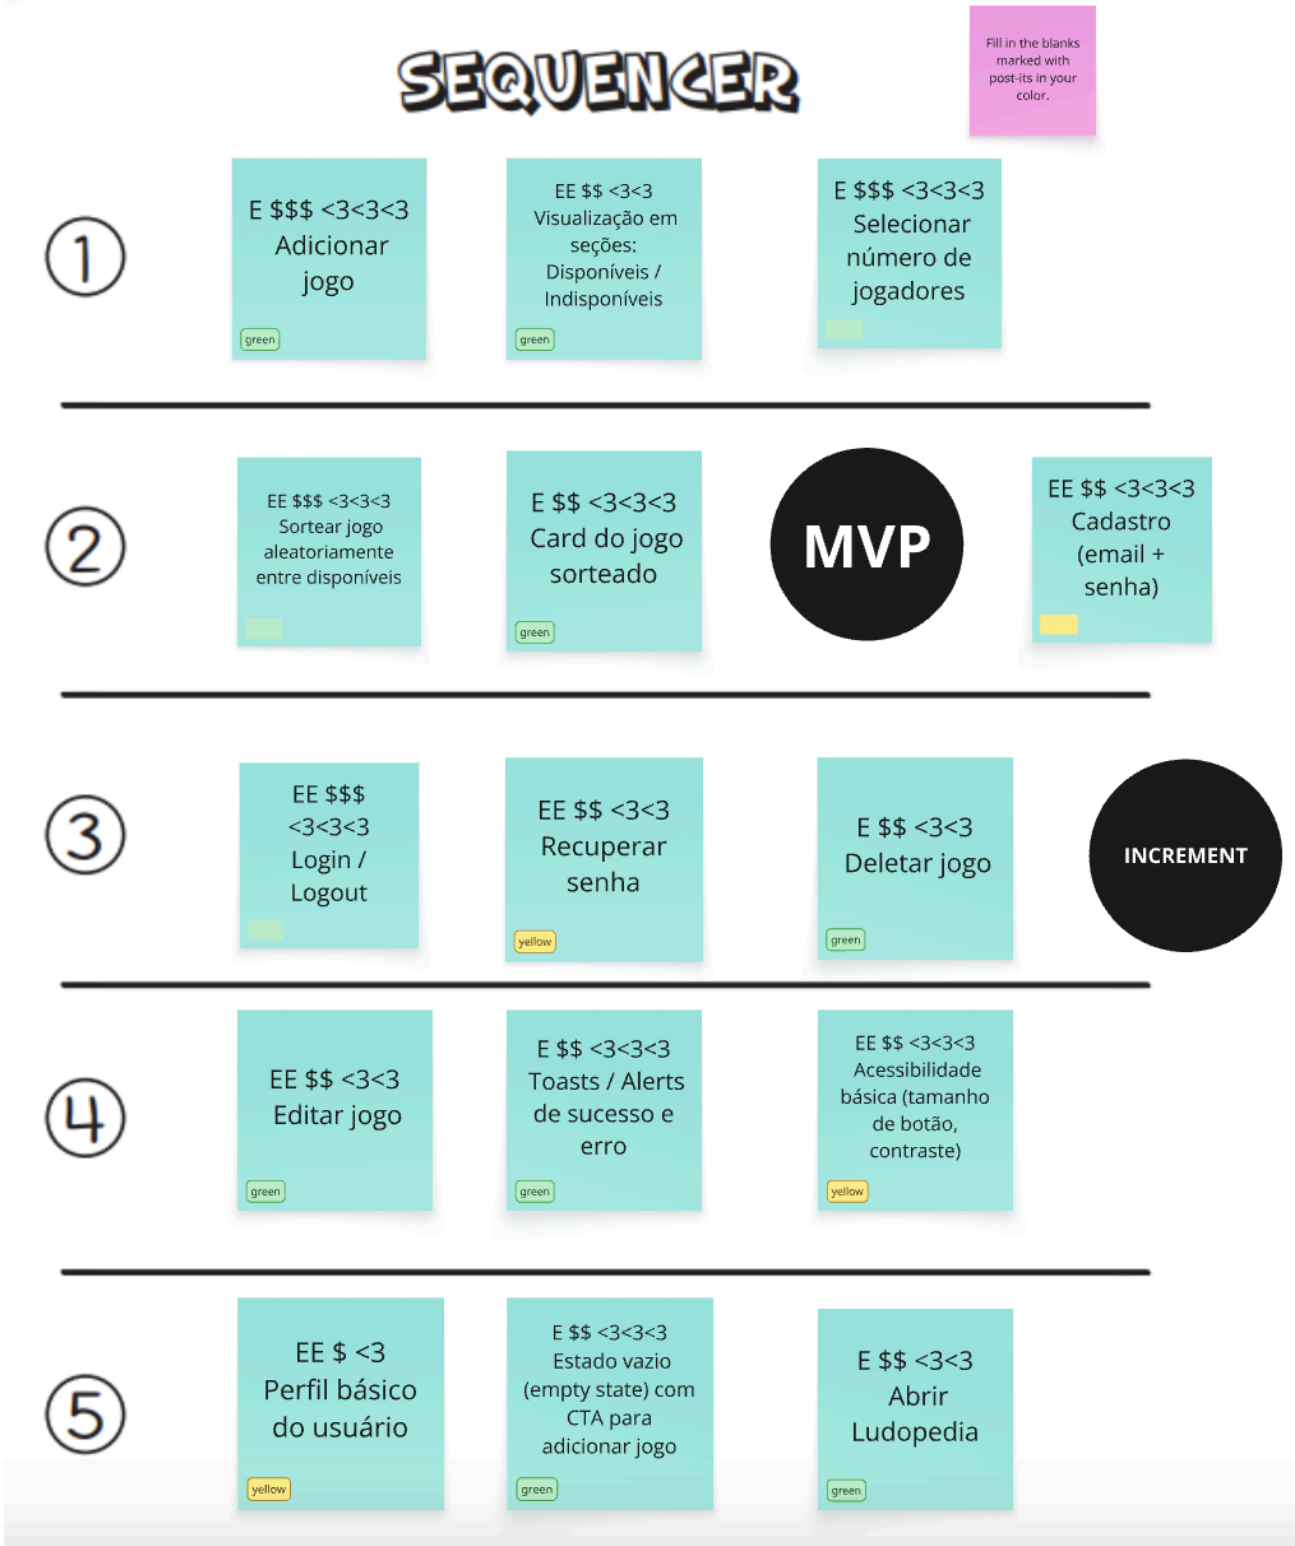 SEQUENCER
Fill in the blanks
marked with
post-its in your
color.
1
E $$$ <3<3<3
Adicionar
jogo
green
EE $$ <3<3
Visualização em
seções:
Disponíveis /
Indisponíveis
green
E $$$ <3<3<3
Selecionar
número de
jogadores
2
EE $$$ <3<3<3
Sortear jogo
aleatoriamente
entre disponíveis
E $$ <3<3<3
Card do jogo
sorteado
green
MVP
EE $$ <3<3<3
Cadastro
(email +
senha)
3
EE $$$
<3<3<3
Login /
Logout
EE $$ <3<3
Recuperar
senha
yellow
E $$ <3<3
Deletar jogo
green
INCREMENT
4
EE $$ <3<3
Editar jogo
green
E $$ <3<3<3
Toasts / Alerts
de sucesso e
erro
green
EE $$ <3<3<3
Acessibilidade
básica (tamanho
de botão,
contraste)
yellow
5
EE $ <3
Perfil básico
do usuário
yellow
E $$ <3<3<3
Estado vazio
(empty state) com
CTA para
adicionar jogo
green
E $$ <3<3
Abrir
Ludopedia
green